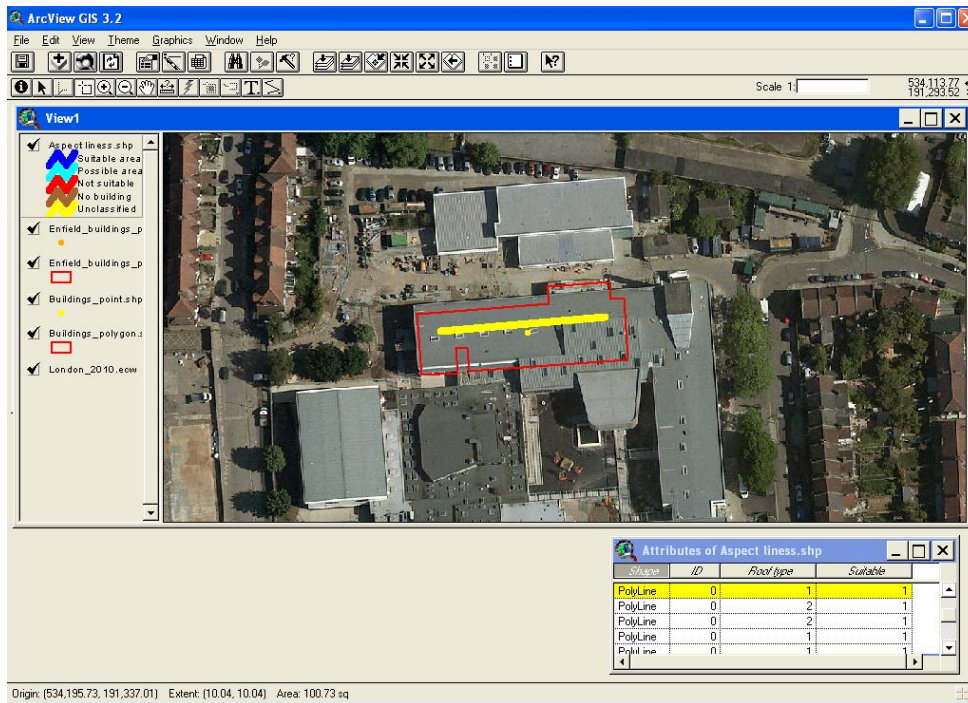 ArcView GIS 3.2
File Edit View Theme Graphics Window Help
Scale 1:
534,113.77
191,293.52
View1
Aspect liness.shp
Suitable area
Possible area
Not suitable
No building
Unclassified
Enfield_buildings_p
Enfield_buildings_p
Buildings_point.shp
Buildings_polygon.s
London_2010.ecw
Attributes of Aspect liness.shp
Shape ID Roof type Suitable
PolyLine 0 1 1
PolyLine 0 2 1
PolyLine 0 2 1
PolyLine 0 1 1
PolyLine 0 1 1
Origin: (534,195.73, 191,337.01) Extent: (10.04, 10.04) Area: 100.73 sq